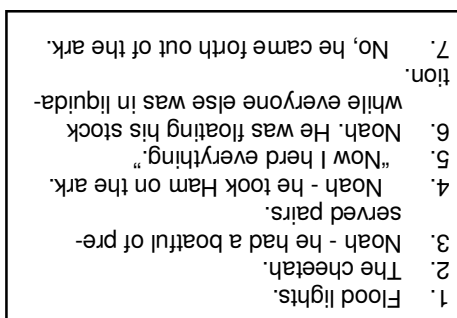 1. Flood lights.
2. The cheetah.
3. Noah - he had a boatful of pre-
served pairs.
4. Noah - he took Ham on the ark.
5. "Now I herd everything."
6. Noah. He was floating his stock
while everyone else was in liquida-
tion.
7. No, he came forth out of the ark.